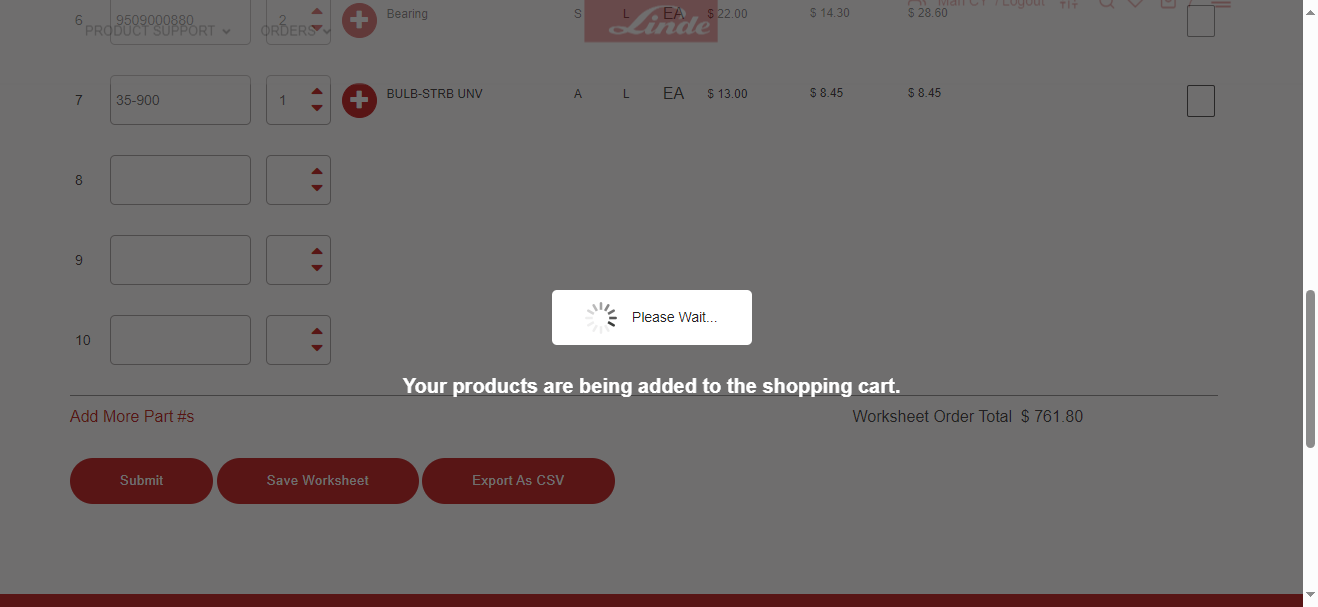 6 9509000880 2 Bearing S L EA $ 22.00 $ 14.30 $ 28.60
PRODUCT SUPPORT ORDERS Linde / Logout
7 35-900 1 BULB-STRB UNV A L EA $ 13.00 $ 8.45 $ 8.45
8
9
10
Please Wait...
Your products are being added to the shopping cart.
Add More Part #s Worksheet Order Total $ 761.80
Submit Save Worksheet Export As CSV